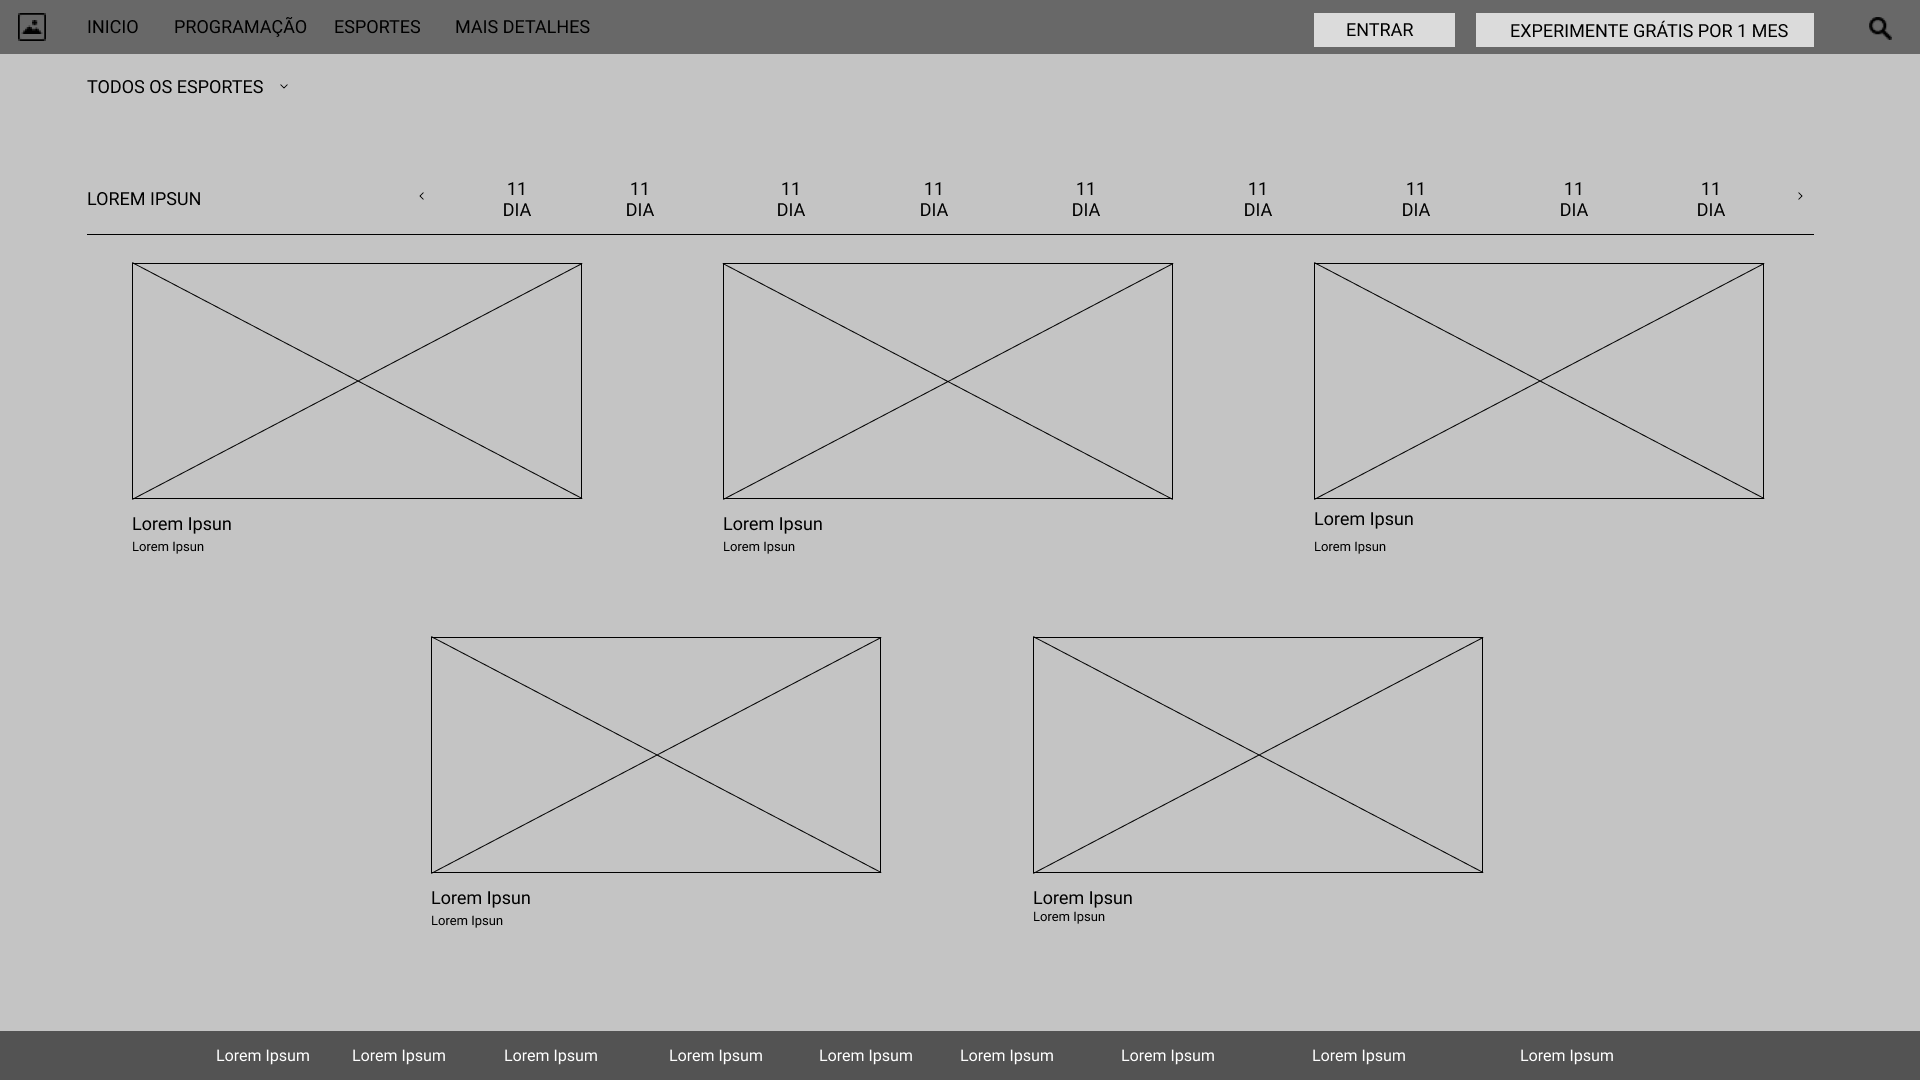 INICIO PROGRAMAÇÃO ESPORTES MAIS DETALHES ENTRAR EXPERIMENTE GRÁTIS POR 1 MES
TODOS OS ESPORTES
LOREM IPSUN
11 11 11 11 11 11 11 11 11
DIA DIA DIA DIA DIA DIA DIA DIA DIA
Lorem Ipsun Lorem Ipsun Lorem Ipsun
Lorem Ipsun Lorem Ipsun Lorem Ipsun
Lorem Ipsun Lorem Ipsun
Lorem Ipsun Lorem Ipsun
Lorem Ipsum Lorem Ipsum Lorem Ipsum Lorem Ipsum Lorem Ipsum Lorem Ipsum Lorem Ipsum Lorem Ipsum Lorem Ipsum